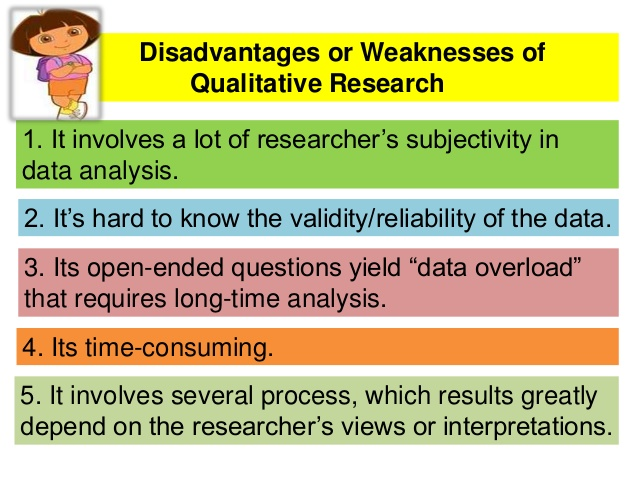 Disadvantages or Weaknesses of
Qualitative Research
1. It involves a lot of researcher’s subjectivity in
data analysis.
2. It’s hard to know the validity/reliability of the data.
3. Its open-ended questions yield “data overload”
that requires long-time analysis.
4. Its time-consuming.
5. It involves several process, which results greatly
depend on the researcher’s views or interpretations.